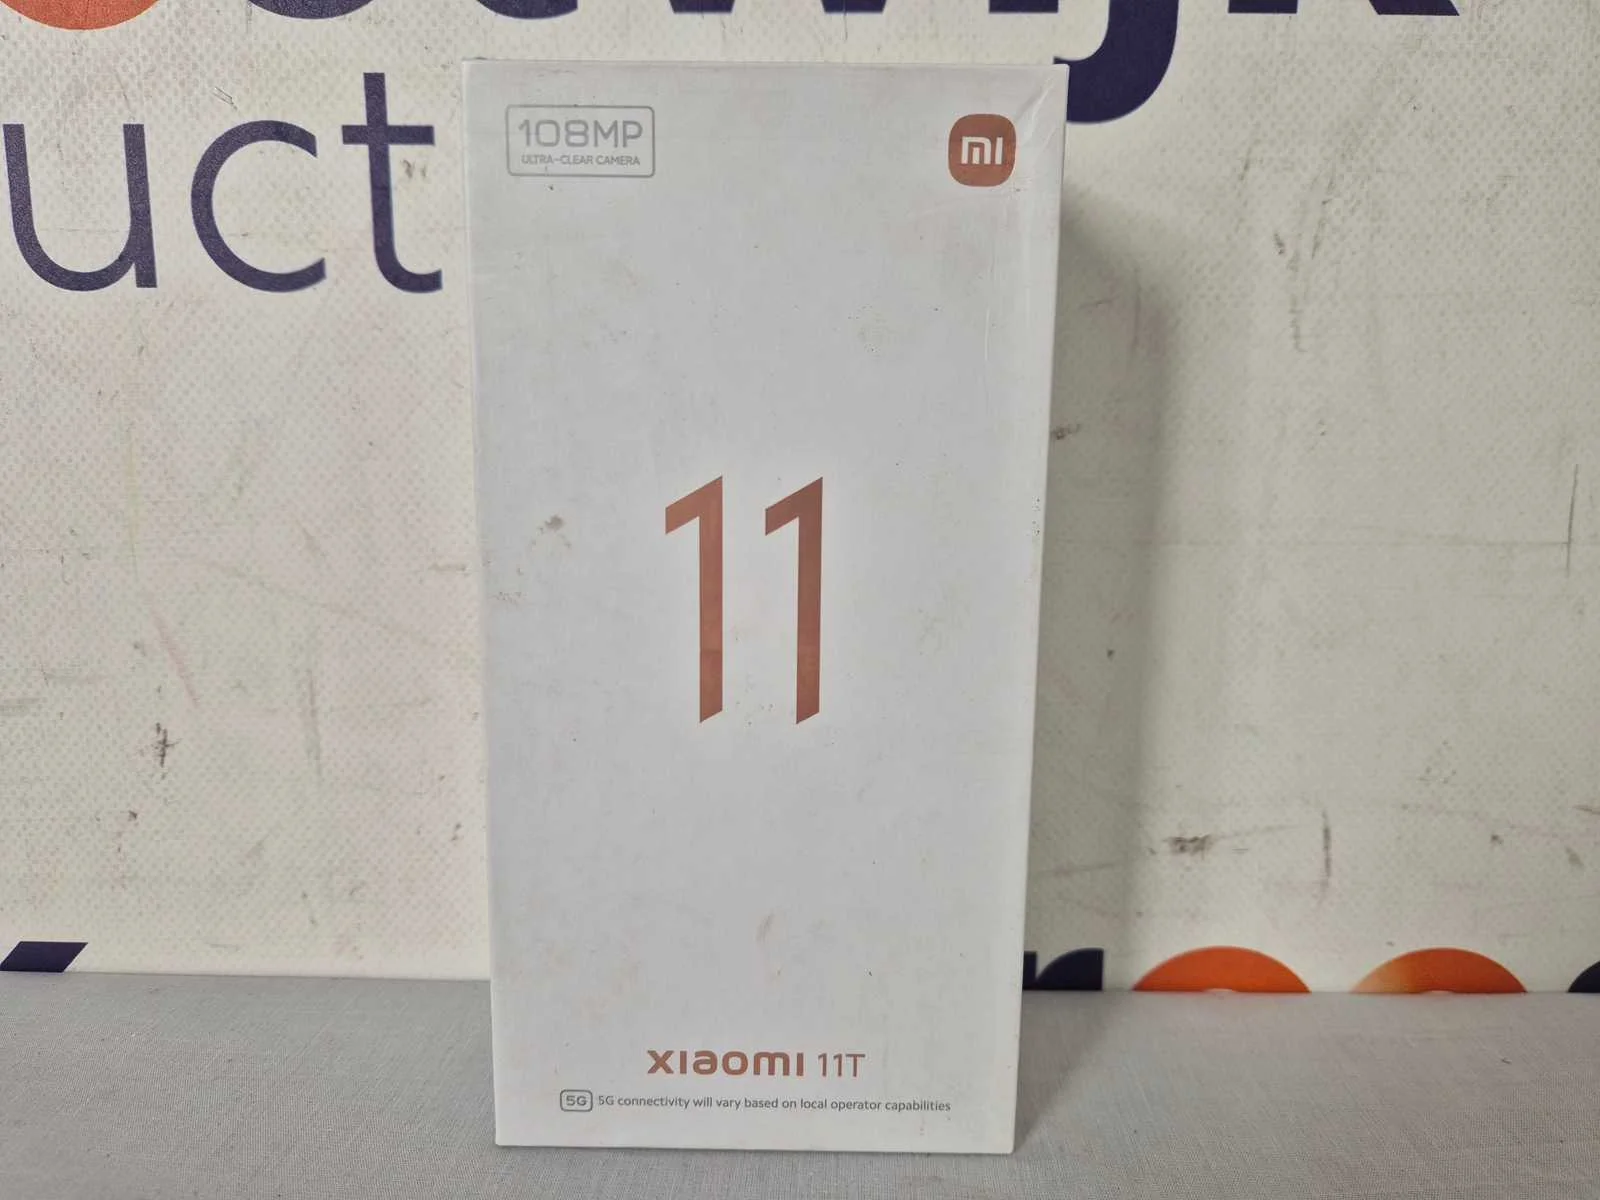 uct
108MP
ULTRA-CLEAR CAMERA
mi
11
xiaomi 11T
5G 5G connectivity will vary based on local operator capabilities